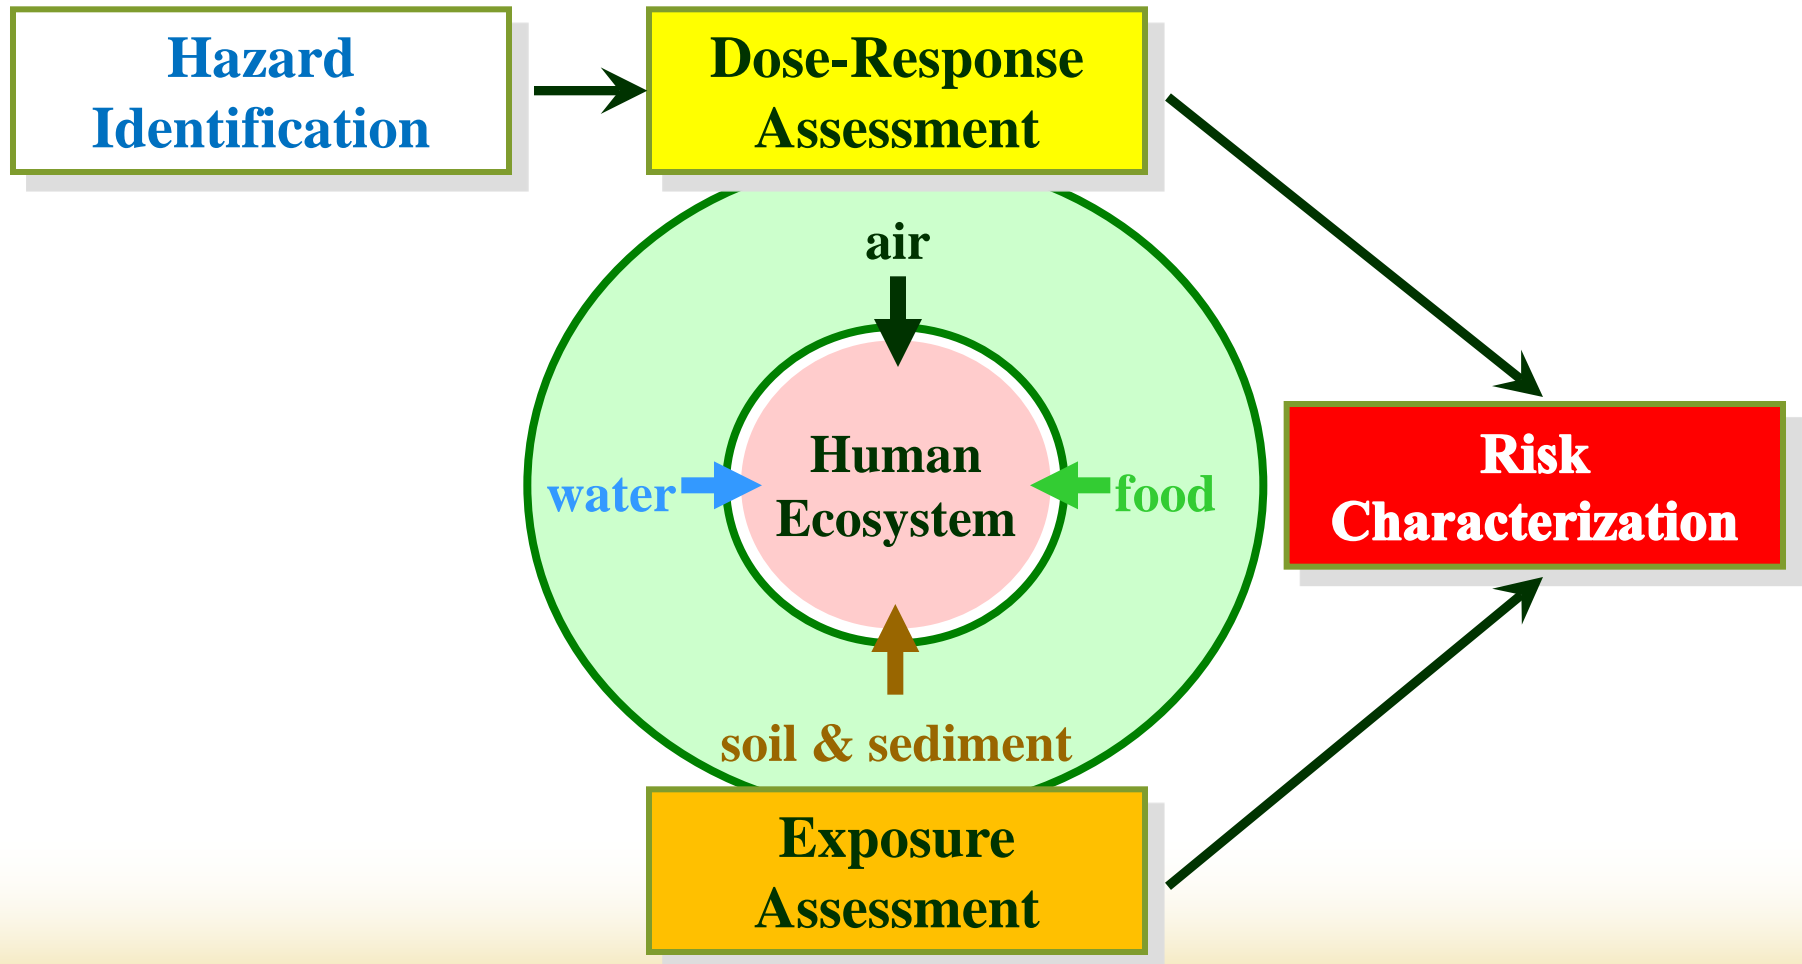 Hazard
Identification
Dose-Response
Assessment
air
water
Human
Ecosystem
food
soil & sediment
Risk
Characterization
Exposure
Assessment